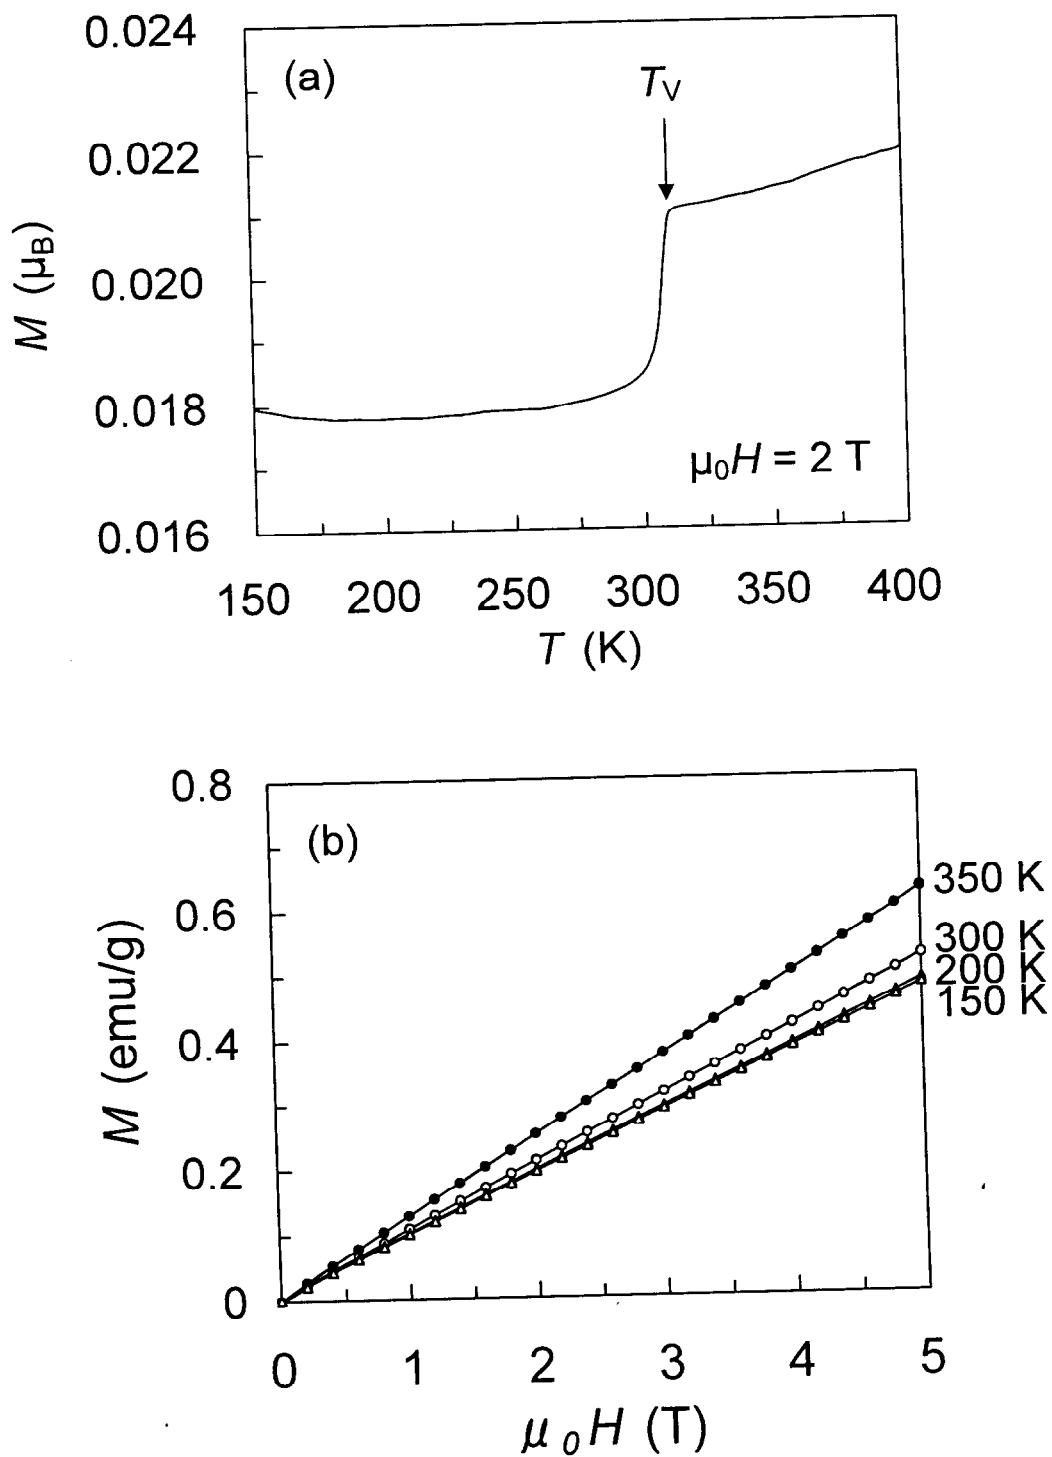 0.024
(a)
T_V
0.022
0.020
M (μ_B)
0.018
μ₀H = 2 T
0.016
150 200 250 300 350 400
T (K)
0.8
(b)
350 K
0.6
300 K
200 K
150 K
0.4
M (emu/g)
0.2
0
0 1 2 3 4 5
μ₀H (T)